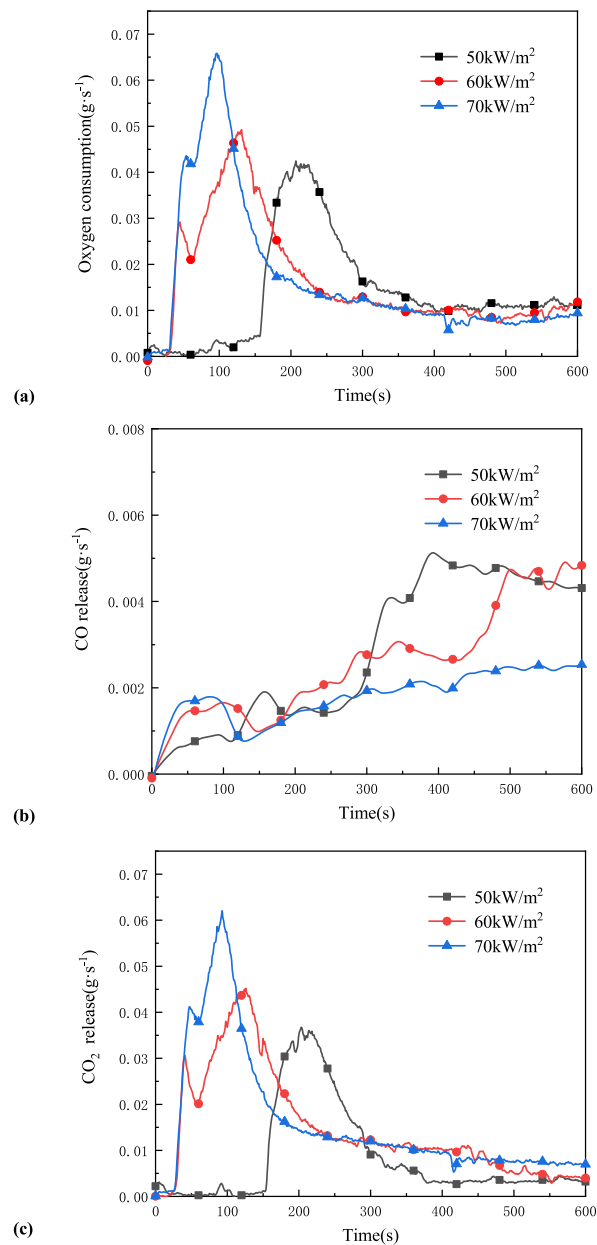 0.07
0.06
0.05
0.04
0.03
0.02
0.01
0.00
Oxygen consumption(g·s⁻¹)
50kW/m²
60kW/m²
70kW/m²
0 100 200 300 400 500 600
Time(s)
(a)
0.008
0.006
0.004
0.002
0.000
CO release(g·s⁻¹)
50kW/m²
60kW/m²
70kW/m²
0 100 200 300 400 500 600
Time(s)
(b)
0.07
0.06
0.05
0.04
0.03
0.02
0.01
0.00
CO₂ release(g·s⁻¹)
50kW/m²
60kW/m²
70kW/m²
0 100 200 300 400 500 600
Time(s)
(c)